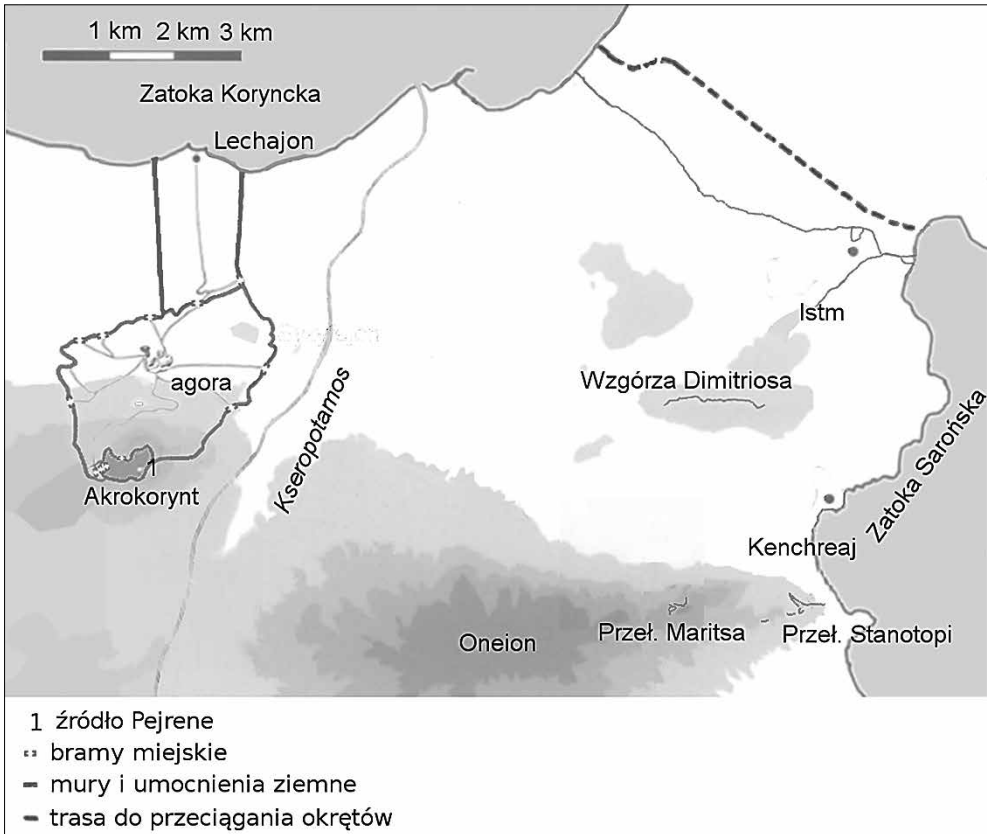 1 km 2 km 3 km
Zatoka Koryncka
Lechajon
Istm
agora
Wzgórza Dimitriosa
Kseropotamos
Zatoka Sarońska
1
Akrokorynt
Kenchreaj
Oneion
Przeł. Maritsa
Przeł. Stanotopi
1 źródło Pejrene
bramy miejskie
mury i umocnienia ziemne
trasa do przeciągania okrętów